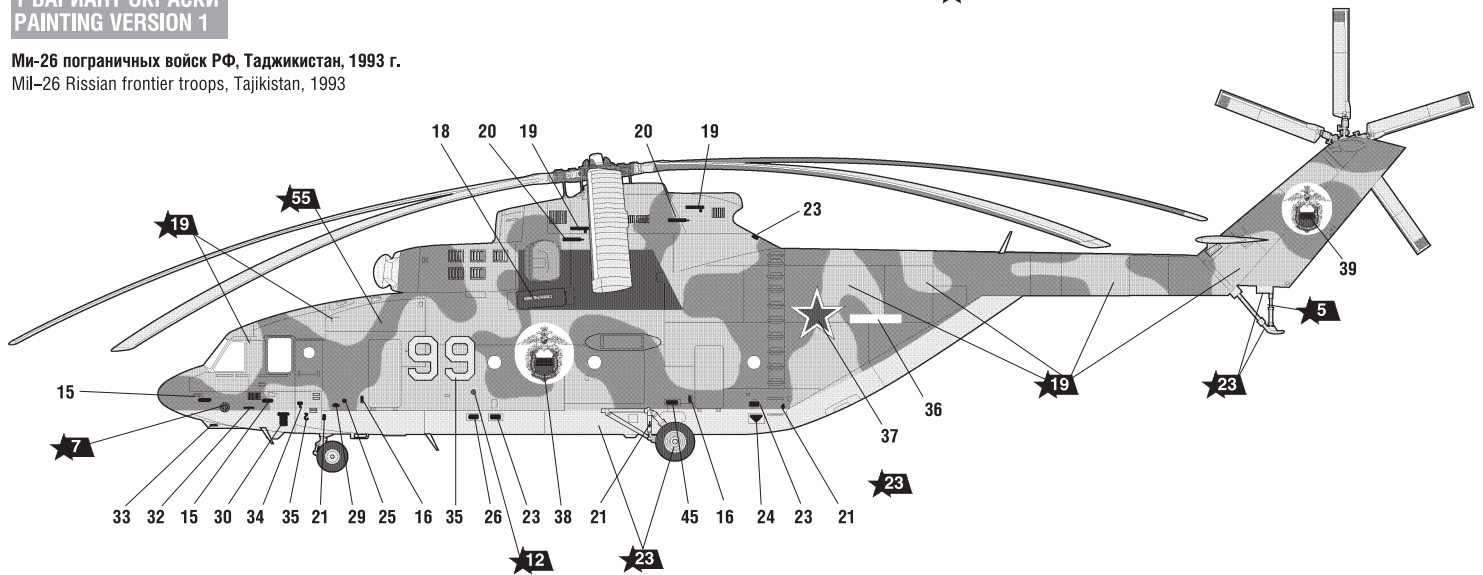 1 ВАРИАНТ ОКРАСКИ
PAINTING VERSION 1
Ми-26 пограничных войск РФ, Таджикистан, 1993 г.
Mil–26 Rissian frontier troops, Tajikistan, 1993
18 20 19 20 19
55
19
23
39
5
99
15
19 23
36
7
37
23
33 32 15 30 34 35 21 29 25 16 35 26 23 38 21 45 16 24 23 21
12 23